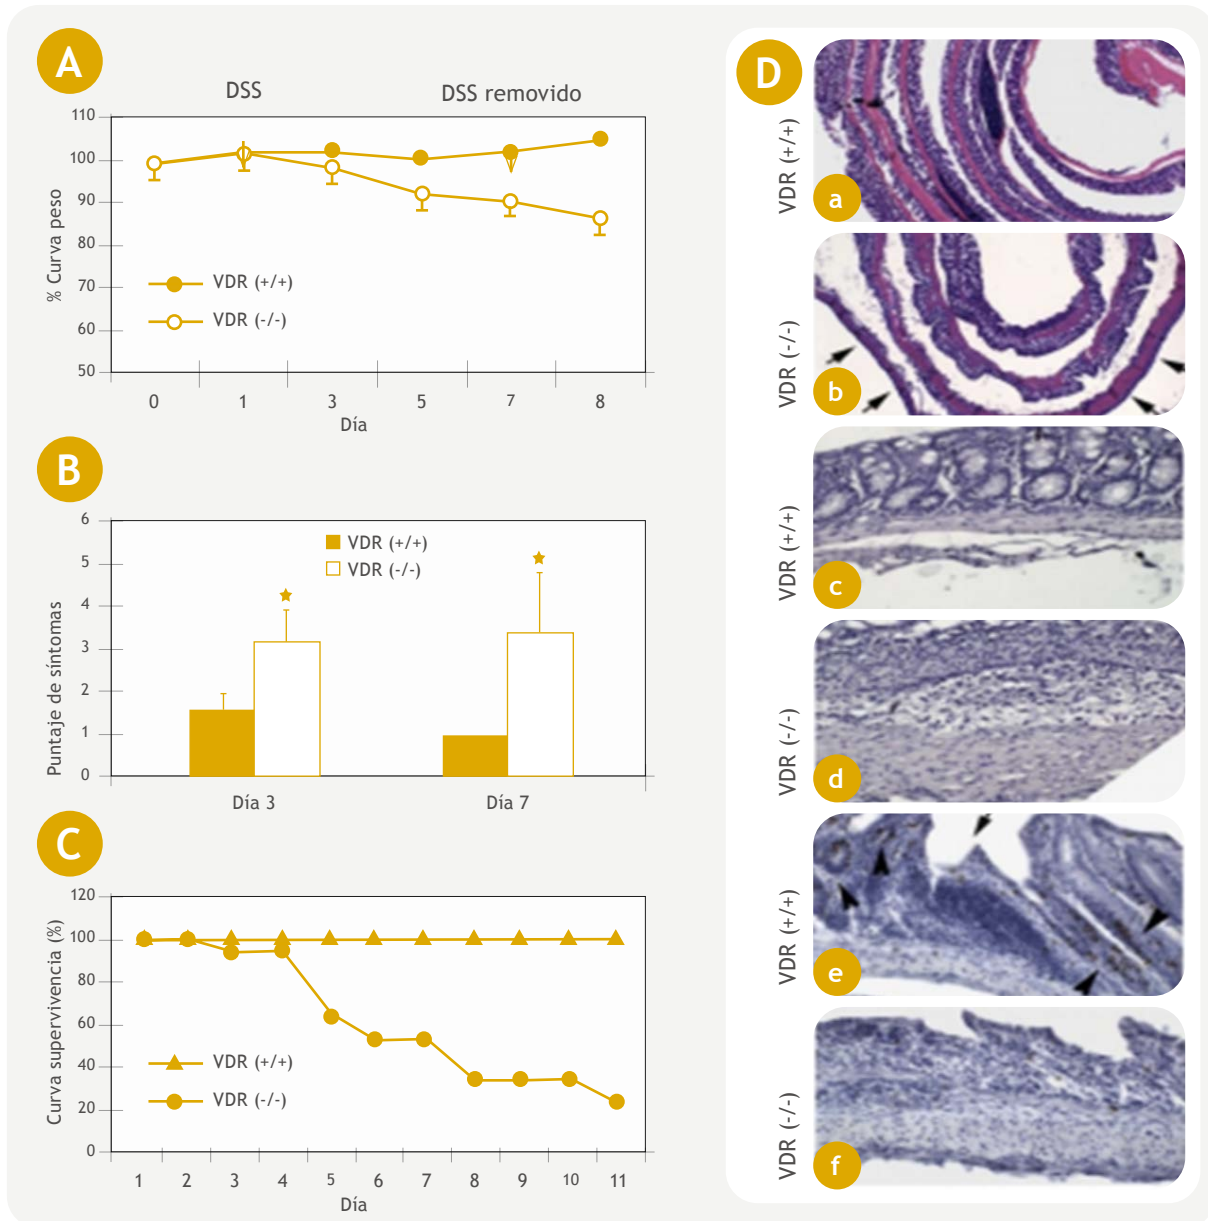 A
DSS
DSS removido
110
100
90
80
70
60
50
% Curva peso
VDR (+/+)
VDR (-/-)
0 1 3 5 7 8
Día
B
6
5
4
3
2
1
0
Puntaje de síntomas
VDR (+/+)
VDR (-/-)
Día 3
Día 7
C
120
100
80
60
40
20
0
Curva supervivencia (%)
VDR (+/+)
VDR (-/-)
1 2 3 4 5 6 7 8 9 10 11
Día
D
VDR (+/+)
a
VDR (-/-)
b
VDR (+/+)
c
VDR (-/-)
d
VDR (+/+)
e
VDR (-/-)
f